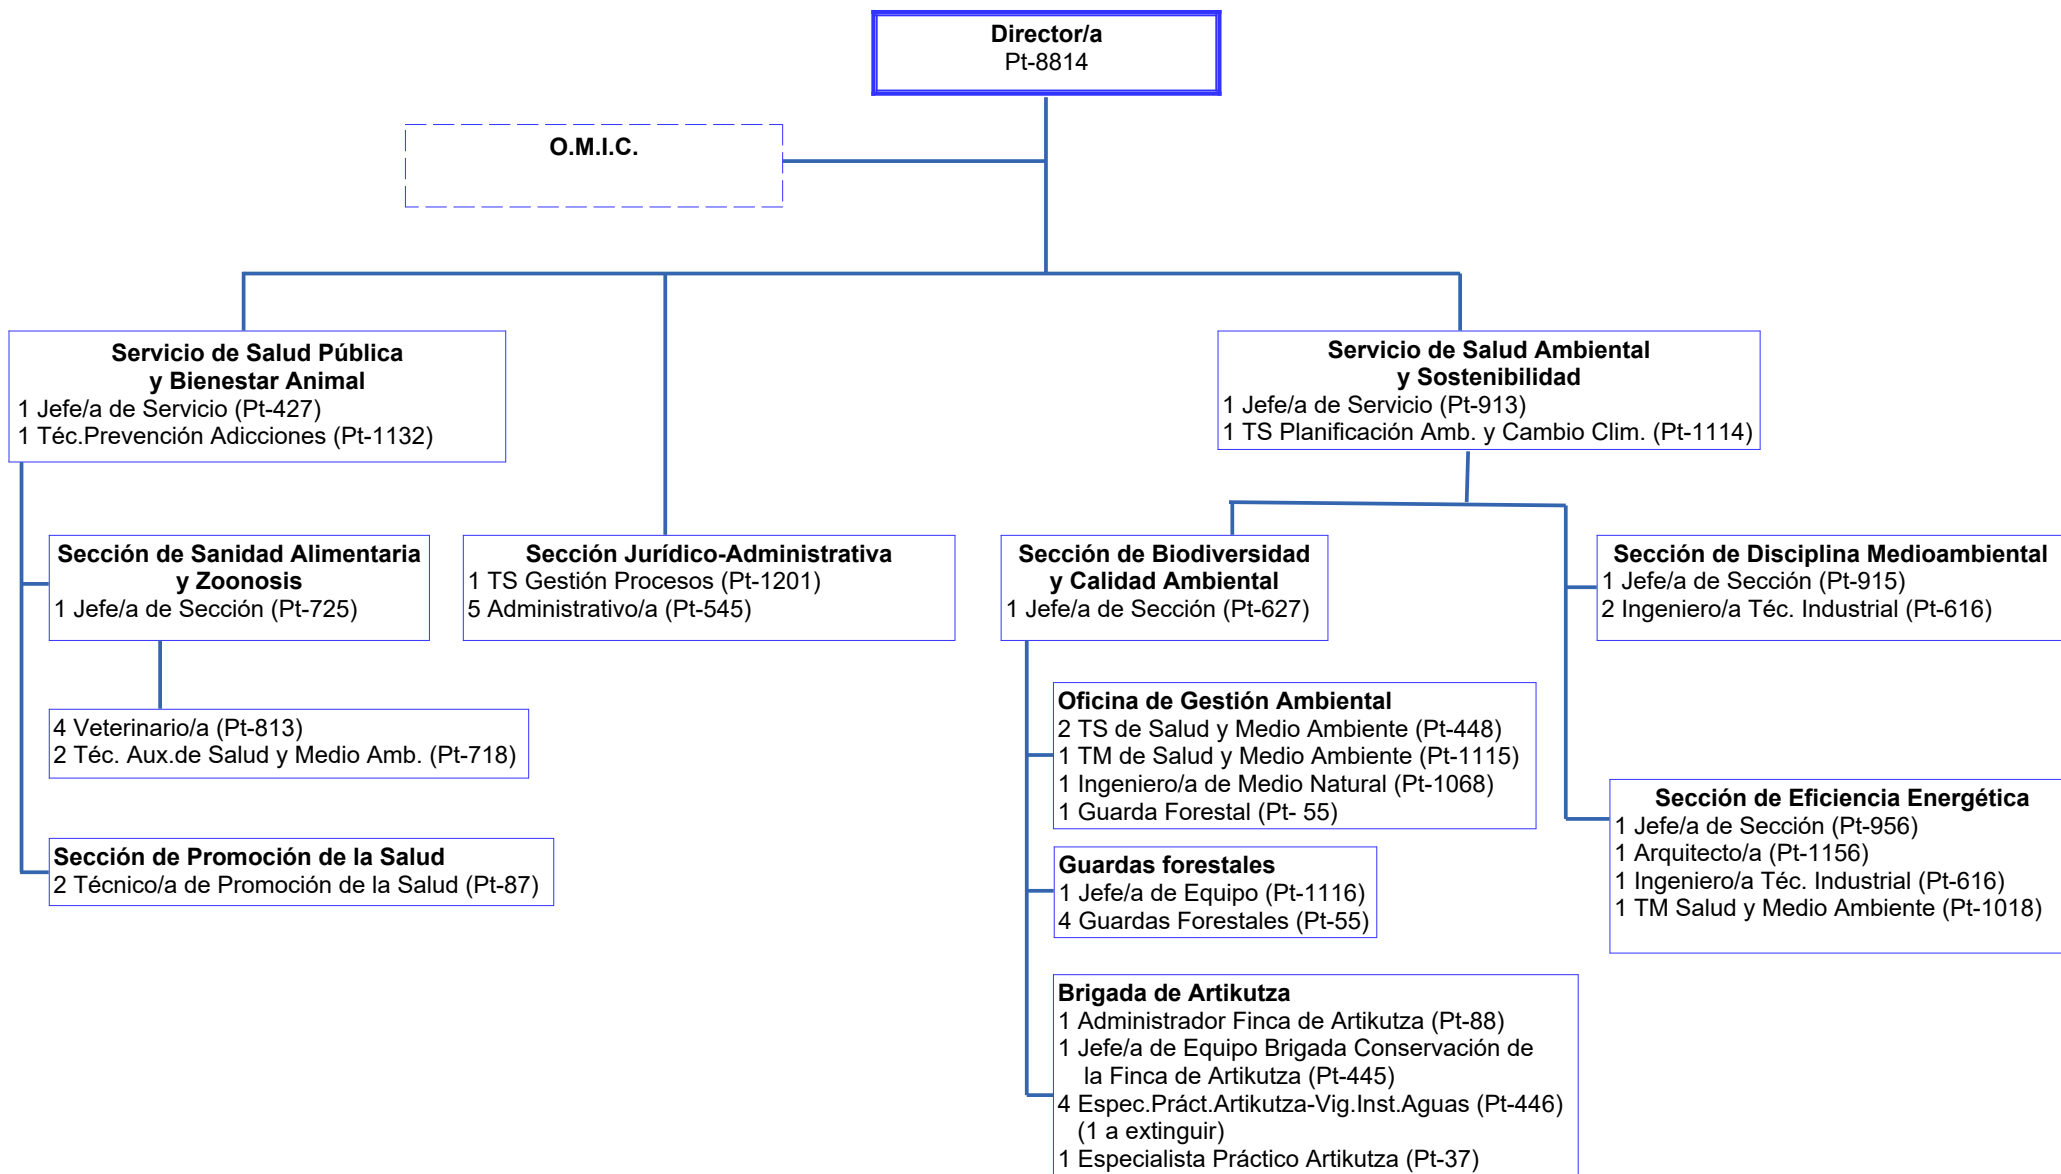 Director/a
Pt-8814
O.M.I.C.
Servicio de Salud Pública
y Bienestar Animal
1 Jefe/a de Servicio (Pt-427)
1 Téc.Prevención Adicciones (Pt-1132)
Servicio de Salud Ambiental
y Sostenibilidad
1 Jefe/a de Servicio (Pt-913)
1 TS Planificación Amb. y Cambio Clim. (Pt-1114)
Sección de Sanidad Alimentaria
y Zoonosis
1 Jefe/a de Sección (Pt-725)
4 Veterinario/a (Pt-813)
2 Téc. Aux.de Salud y Medio Amb. (Pt-718)
Sección de Promoción de la Salud
2 Técnico/a de Promoción de la Salud (Pt-87)
Sección Jurídico-Administrativa
1 TS Gestión Procesos (Pt-1201)
5 Administrativo/a (Pt-545)
Sección de Biodiversidad
y Calidad Ambiental
1 Jefe/a de Sección (Pt-627)
Oficina de Gestión Ambiental
2 TS de Salud y Medio Ambiente (Pt-448)
1 TM de Salud y Medio Ambiente (Pt-1115)
1 Ingeniero/a de Medio Natural (Pt-1068)
1 Guarda Forestal (Pt- 55)
Guardas forestales
1 Jefe/a de Equipo (Pt-1116)
4 Guardas Forestales (Pt-55)
Brigada de Artikutza
1 Administrador Finca de Artikutza (Pt-88)
1 Jefe/a de Equipo Brigada Conservación de
la Finca de Artikutza (Pt-445)
4 Espec.Práct.Artikutza-Vig.Inst.Aguas (Pt-446)
(1 a extinguir)
1 Especialista Práctico Artikutza (Pt-37)
Sección de Disciplina Medioambiental
1 Jefe/a de Sección (Pt-915)
2 Ingeniero/a Téc. Industrial (Pt-616)
Sección de Eficiencia Energética
1 Jefe/a de Sección (Pt-956)
1 Arquitecto/a (Pt-1156)
1 Ingeniero/a Téc. Industrial (Pt-616)
1 TM Salud y Medio Ambiente (Pt-1018)